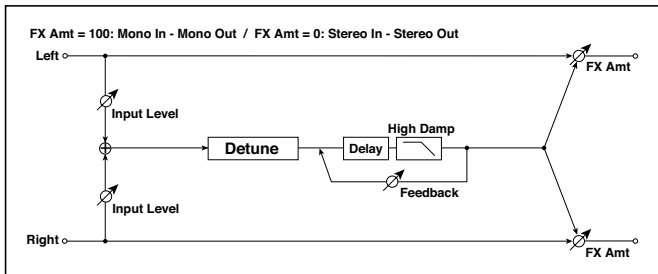 FX Amt = 100: Mono In - Mono Out / FX Amt = 0: Stereo In - Stereo Out
Left
FX Amt
Input Level
High Damp
Detune
Delay
Feedback
Input Level
Right
FX Amt